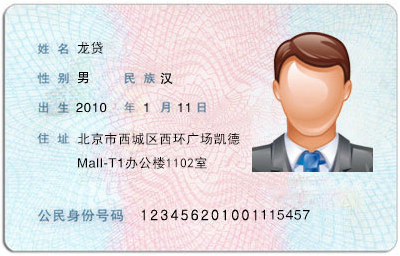 姓名 龙贷
性别 男 民族 汉
出生 2010 年 1 月 11 日
住址 北京市西城区西环广场凯德
Mall-T1办公楼1102室
公民身份号码 123456201001115457